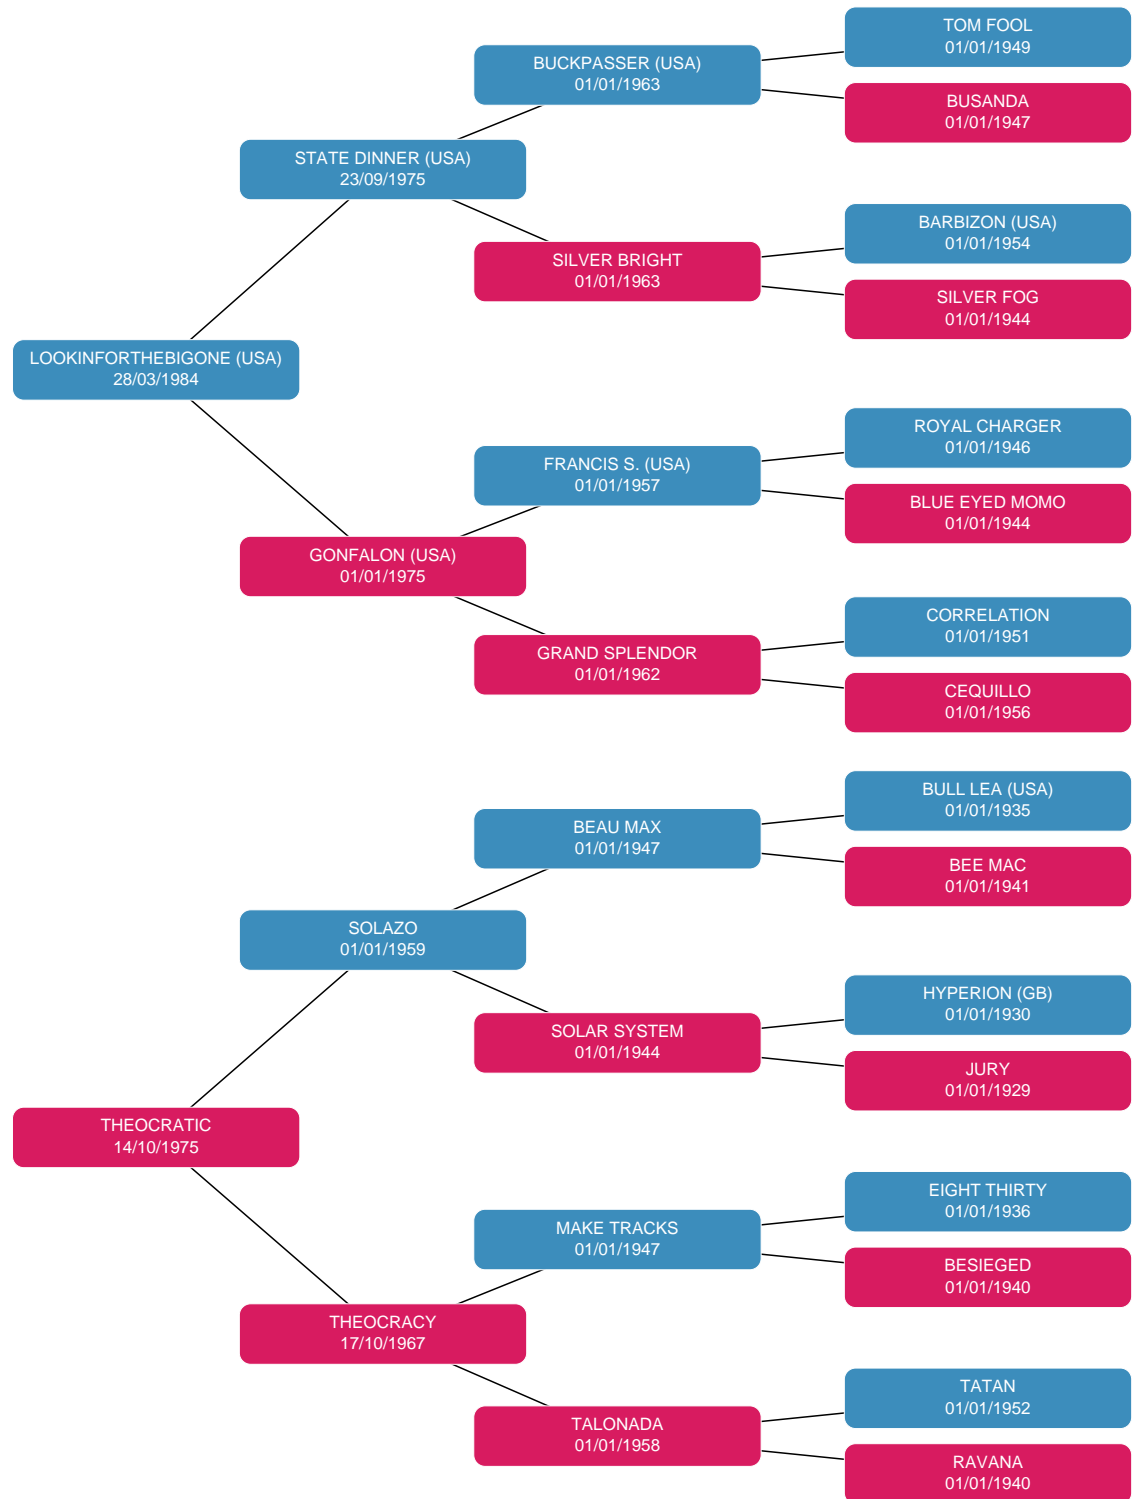 TOM FOOL
01/01/1949
BUCKPASSER (USA)
01/01/1963
BUSANDA
01/01/1947
STATE DINNER (USA)
23/09/1975
BARBIZON (USA)
01/01/1954
SILVER BRIGHT
01/01/1963
SILVER FOG
01/01/1944
LOOKINFORTHEBIGONE (USA)
28/03/1984
ROYAL CHARGER
01/01/1946
FRANCIS S. (USA)
01/01/1957
BLUE EYED MOMO
01/01/1944
GONFALON (USA)
01/01/1975
CORRELATION
01/01/1951
GRAND SPLENDOR
01/01/1962
CEQUILLO
01/01/1956
BULL LEA (USA)
01/01/1935
BEAU MAX
01/01/1947
BEE MAC
01/01/1941
SOLAZO
01/01/1959
HYPERION (GB)
01/01/1930
SOLAR SYSTEM
01/01/1944
JURY
01/01/1929
THEOCRATIC
14/10/1975
EIGHT THIRTY
01/01/1936
MAKE TRACKS
01/01/1947
BESIEGED
01/01/1940
THEOCRACY
17/10/1967
TATAN
01/01/1952
TALONADA
01/01/1958
RAVANA
01/01/1940